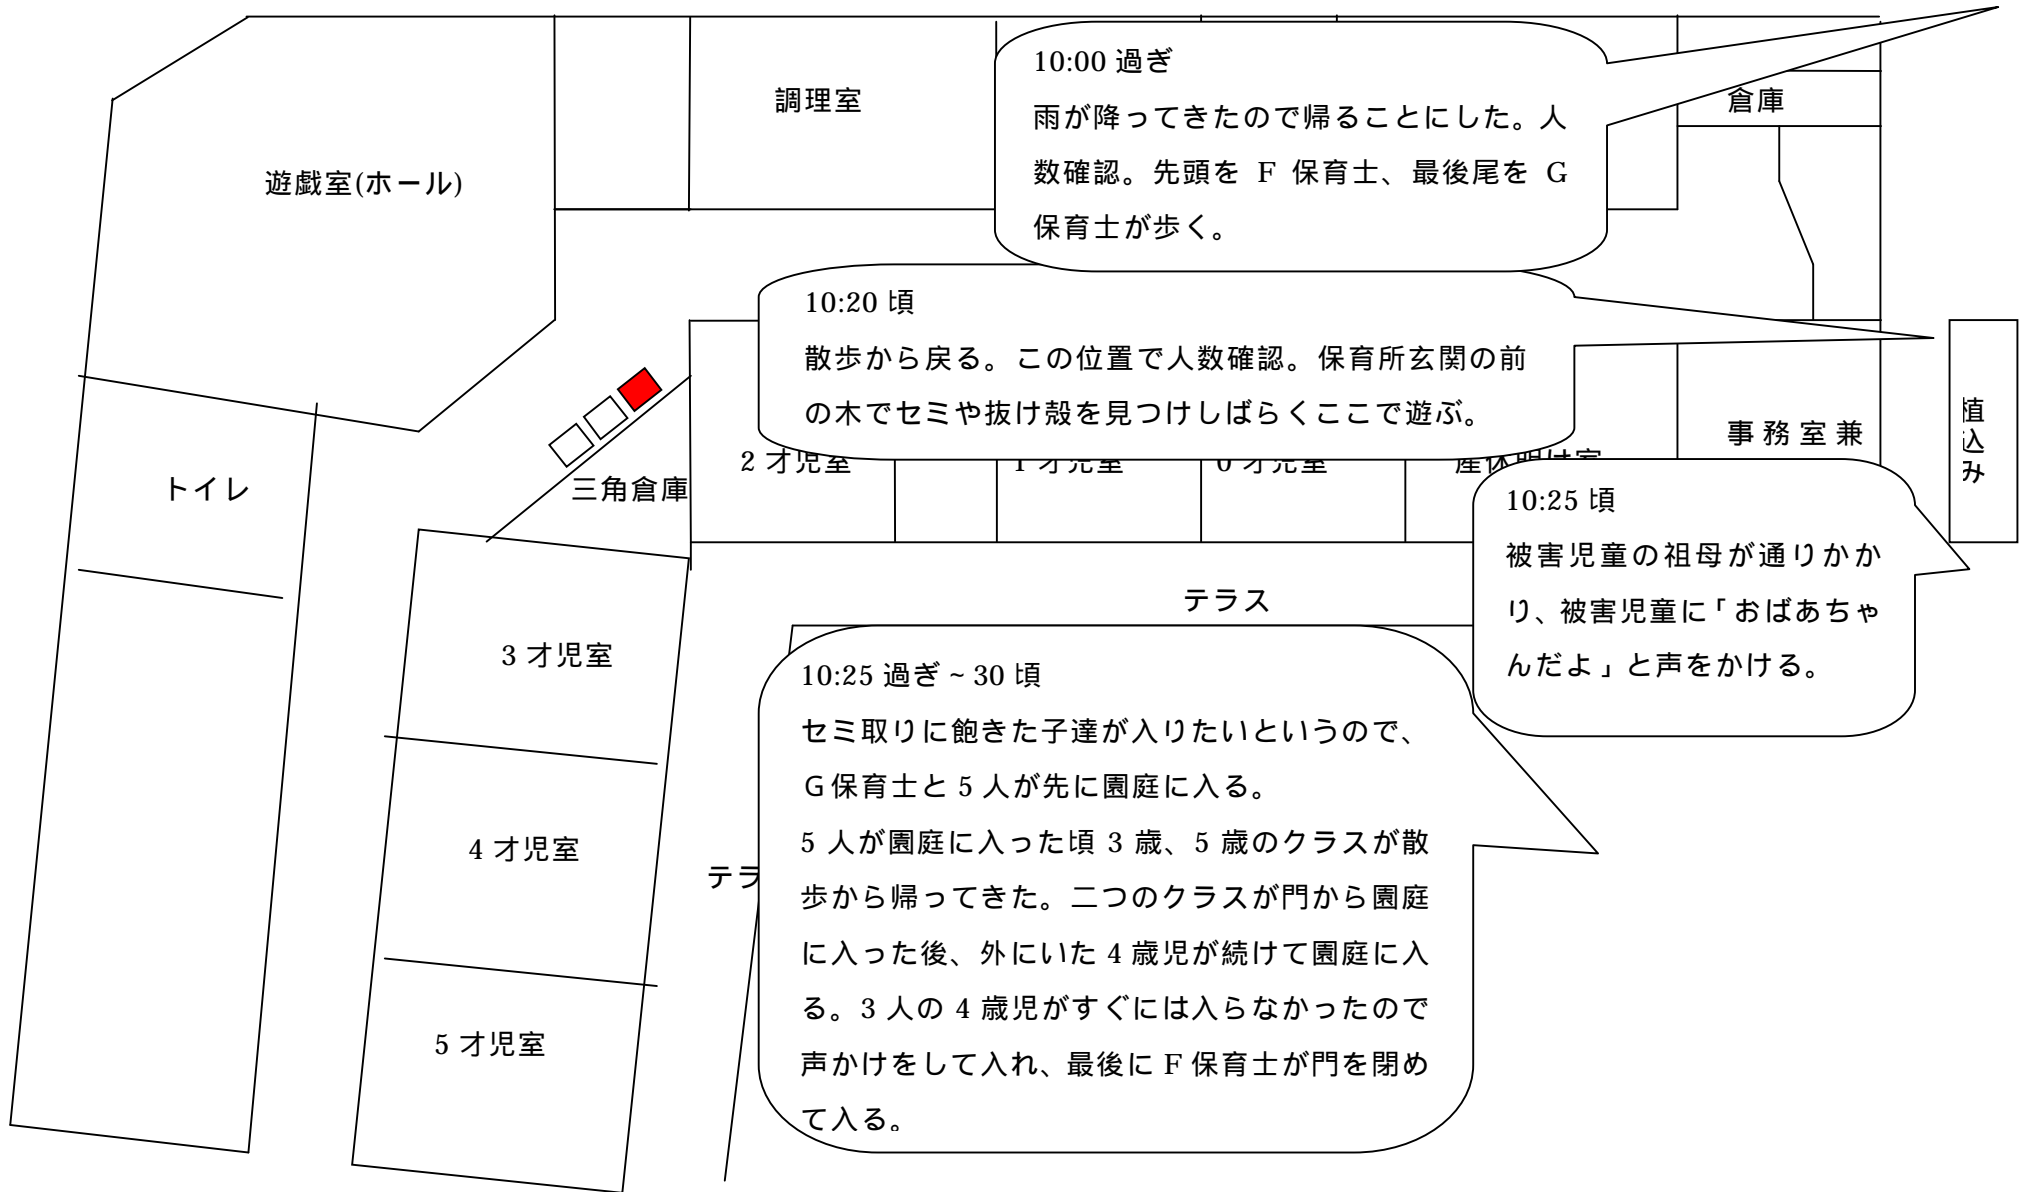 10:00 過ぎ
雨が降ってきたので帰ることにした。人
数確認。先頭を F 保育士、最後尾を G
保育士が歩く。
調理室
倉庫
遊戯室(ホール)
10:20 頃
散歩から戻る。この位置で人数確認。保育所玄関の前
の木でセミや抜け殻を見つけしばらくここで遊ぶ。
事務室兼
植込み
2 才児室
1 才児室
0 才児室
産休明け室
トイレ
三角倉庫
10:25 頃
被害児童の祖母が通りかか
り、被害児童に「おばあちゃ
んだよ」と声をかける。
テラス
3 才児室
10:25 過ぎ ~ 30 頃
セミ取りに飽きた子達が入りたいというので、
G保育士と 5 人が先に園庭に入る。
5 人が園庭に入った頃 3 歳、5 歳のクラスが散
歩から帰ってきた。二つのクラスが門から園庭
に入った後、外にいた 4 歳児が続けて園庭に入
る。3 人の 4 歳児がすぐには入らなかったので
声かけをして入れ、最後に F 保育士が門を閉め
て入る。
4 才児室
テラ
5 才児室